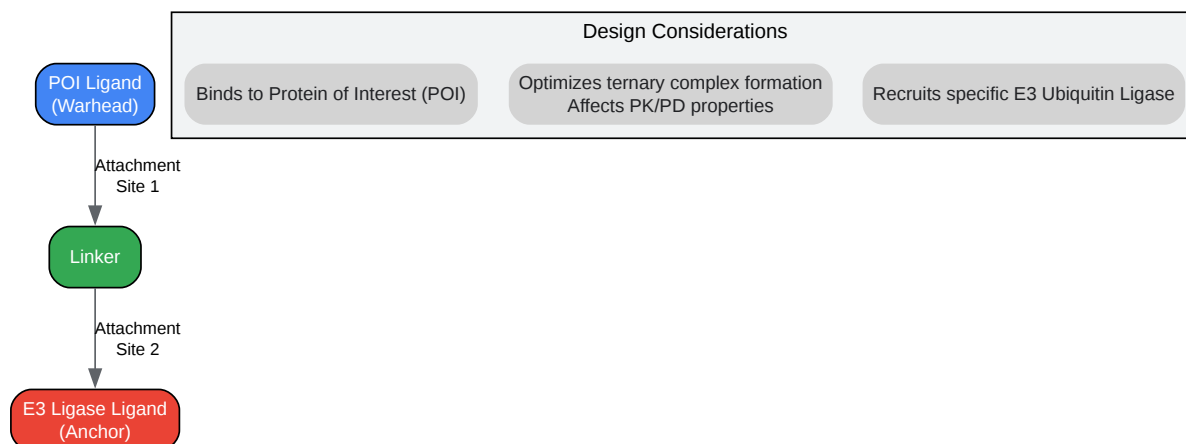 Design Considerations
POI Ligand
(Warhead)
Binds to Protein of Interest (POI)
Optimizes ternary complex formation
Affects PK/PD properties
Recruits specific E3 Ubiquitin Ligase
Attachment
Site 1
Linker
Attachment
Site 2
E3 Ligase Ligand
(Anchor)